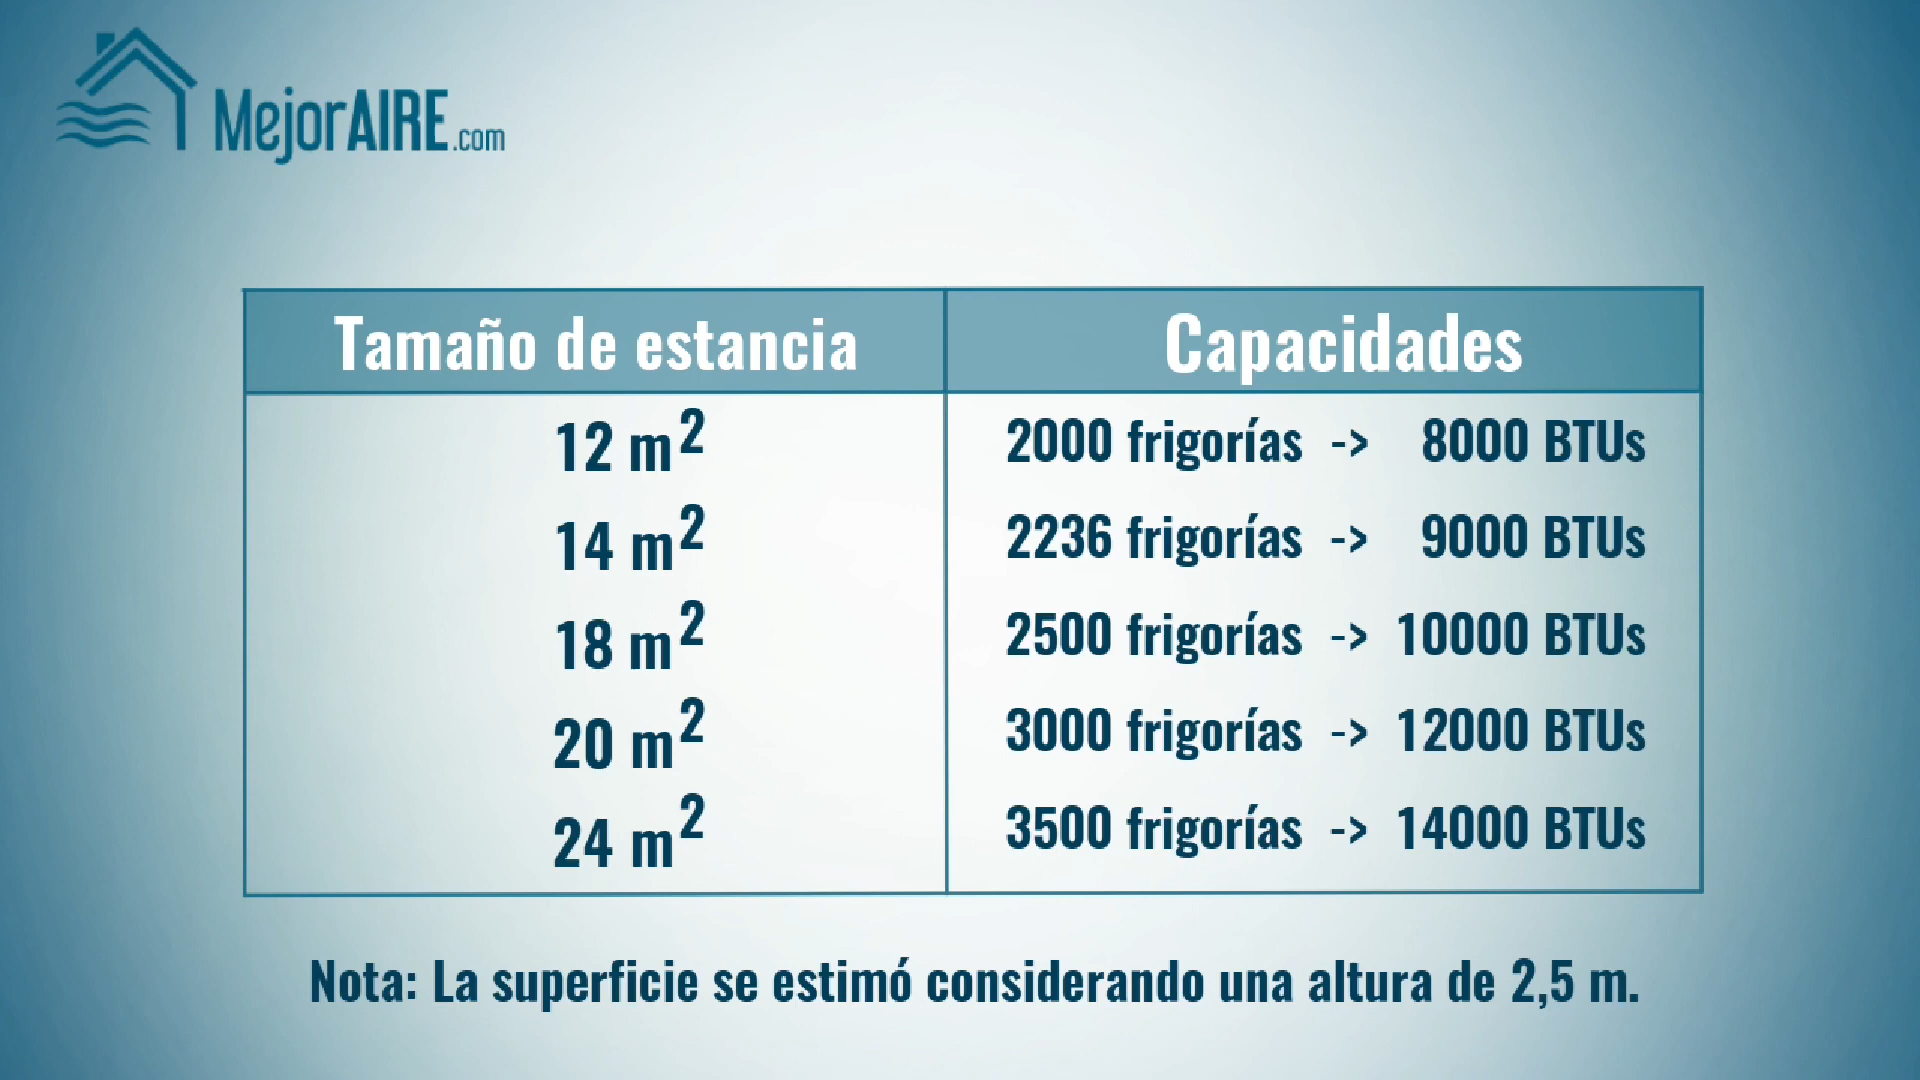 MejorAIRE.com
Tamaño de estancia Capacidades
12 m² 2000 frigorías -> 8000 BTUs
14 m² 2236 frigorías -> 9000 BTUs
18 m² 2500 frigorías -> 10000 BTUs
20 m² 3000 frigorías -> 12000 BTUs
24 m² 3500 frigorías -> 14000 BTUs
Nota: La superficie se estimó considerando una altura de 2,5 m.